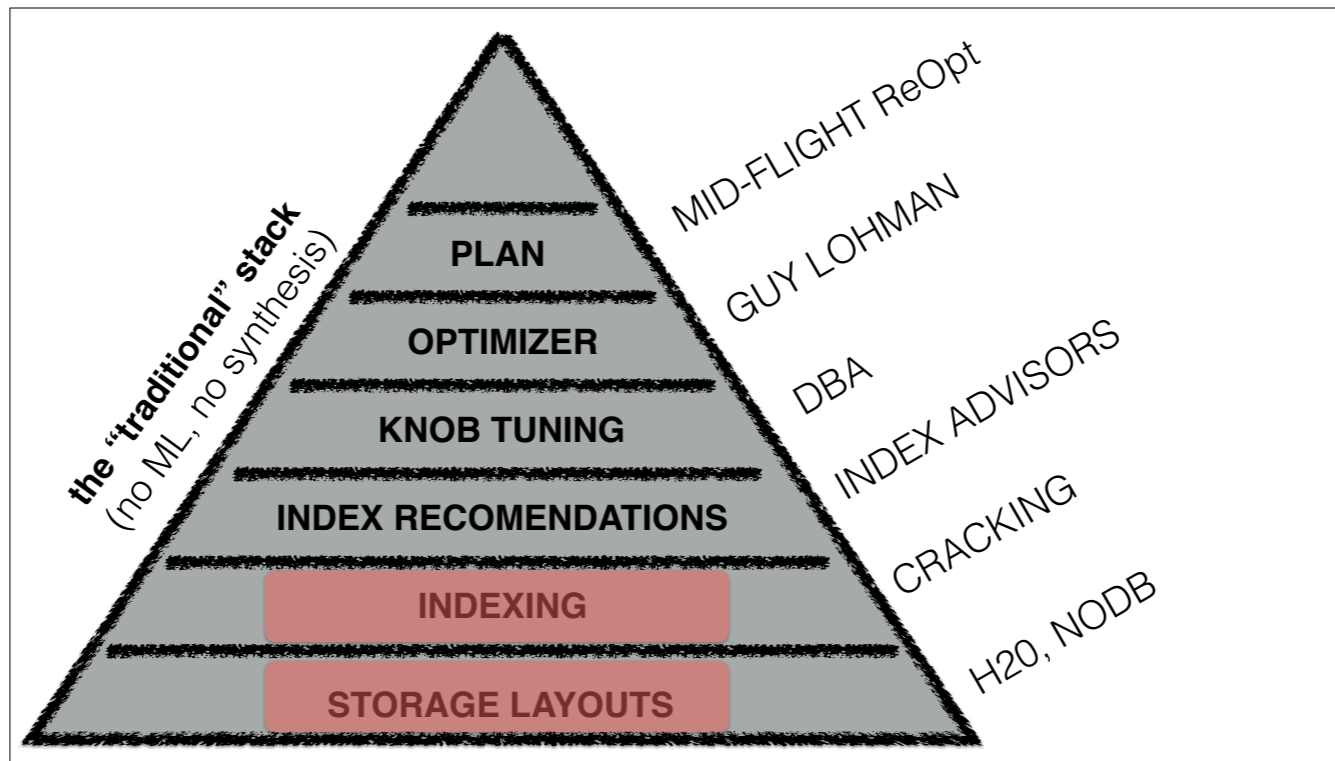 the “traditional” stack
(no ML, no synthesis)
PLAN
OPTIMIZER
KNOB TUNING
INDEX RECOMENDATIONS
INDEXING
STORAGE LAYOUTS
MID-FLIGHT ReOpt
GUY LOHMAN
DBA
INDEX ADVISORS
CRACKING
H20, NODB